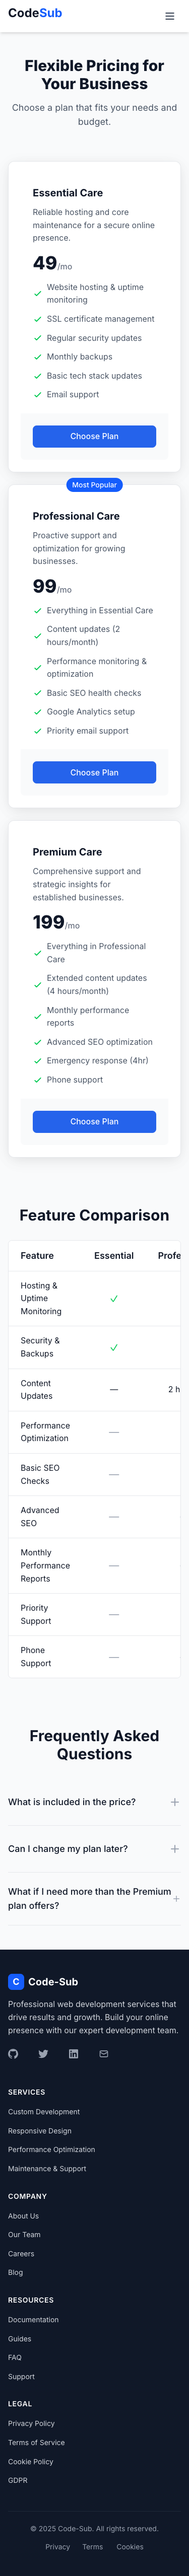 CodeSub
Flexible Pricing for
Your Business
Choose a plan that fits your needs and
budget.
Essential Care
Reliable hosting and core
maintenance for a secure online
presence.
49/mo
Website hosting & uptime
monitoring
SSL certificate management
Regular security updates
Monthly backups
Basic tech stack updates
Email support
Choose Plan
Most Popular
Professional Care
Proactive support and
optimization for growing
businesses.
99/mo
Everything in Essential Care
Content updates (2
hours/month)
Performance monitoring &
optimization
Basic SEO health checks
Google Analytics setup
Priority email support
Choose Plan
Premium Care
Comprehensive support and
strategic insights for
established businesses.
199/mo
Everything in Professional
Care
Extended content updates
(4 hours/month)
Monthly performance
reports
Advanced SEO optimization
Emergency response (4hr)
Phone support
Choose Plan
Feature Comparison
Feature Essential Profe
Hosting &
Uptime
Monitoring
Security &
Backups
Content
Updates
— 2 h
Performance
Optimization
—
Basic SEO
Checks
—
Advanced
SEO
—
Monthly
Performance
Reports
—
Priority
Support
—
Phone
Support
—
Frequently Asked
Questions
What is included in the price?
Can I change my plan later?
What if I need more than the Premium
plan offers?
C Code-Sub
Professional web development services that
drive results and growth. Build your online
presence with our expert development team.
SERVICES
Custom Development
Responsive Design
Performance Optimization
Maintenance & Support
COMPANY
About Us
Our Team
Careers
Blog
RESOURCES
Documentation
Guides
FAQ
Support
LEGAL
Privacy Policy
Terms of Service
Cookie Policy
GDPR
© 2025 Code-Sub. All rights reserved.
Privacy Terms Cookies